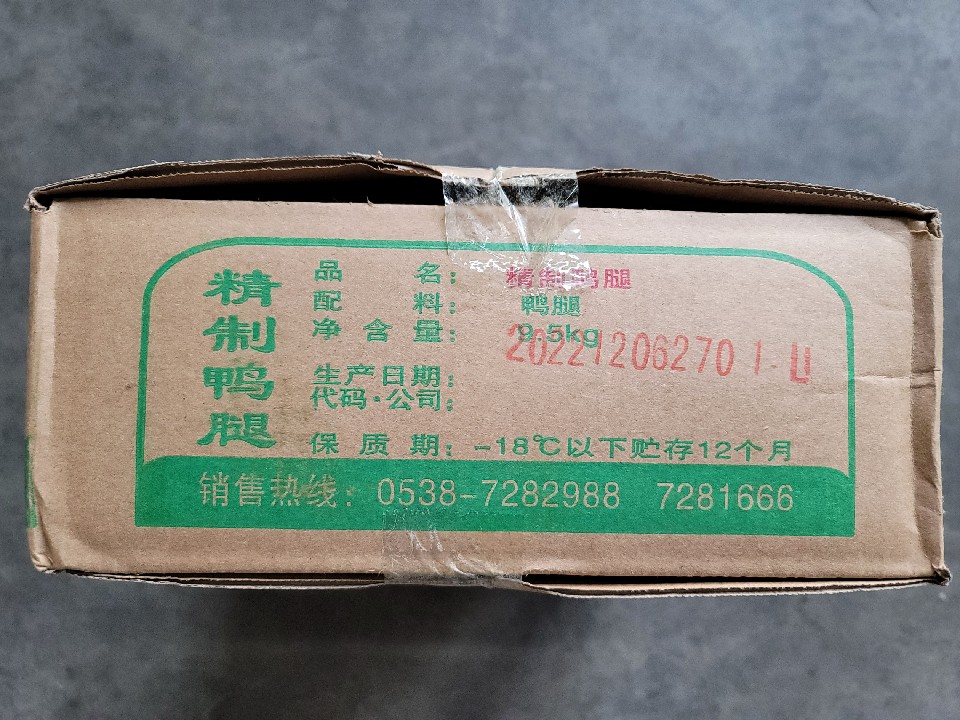 精制鸭腿
品名：精制鸭腿
配料：鸭腿
净含量：9.5kg
202212062701-LI
生产日期：
代码·公司：
保质期：-18℃以下贮存12个月
销售热线：0538-7282988 7281666